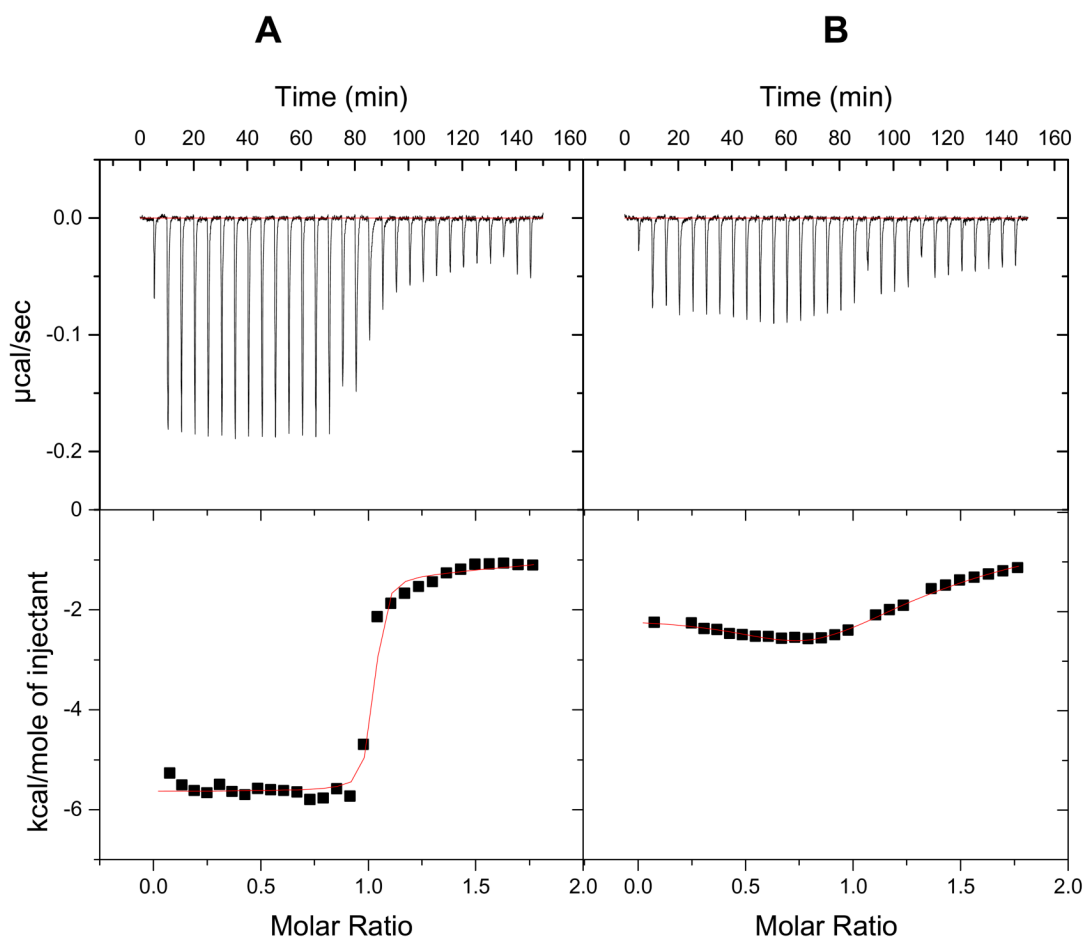 A
B
Time (min)
Time (min)
0 20 40 60 80 100 120 140 160
0 20 40 60 80 100 120 140 160
0.0
-0.1
-0.2
µcal/sec
0
-2
-4
-6
kcal/mole of injectant
0.0 0.5 1.0 1.5 2.0
0.0 0.5 1.0 1.5 2.0
Molar Ratio
Molar Ratio